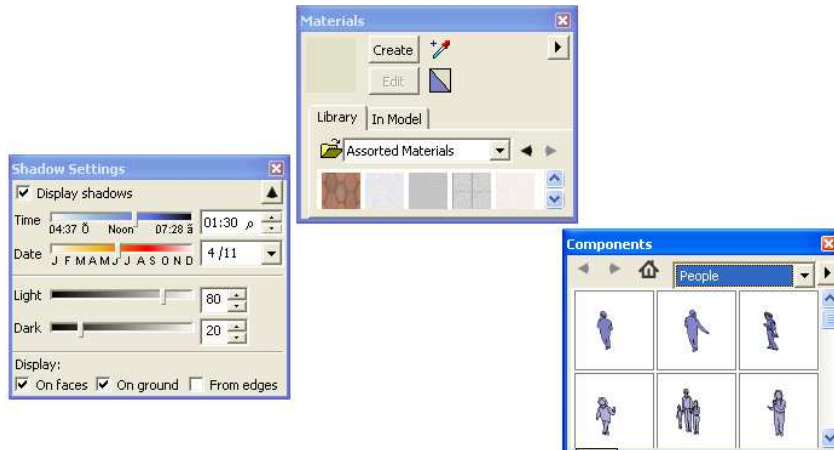 Materials
Create
Edit
Library In Model
Assorted Materials
Shadow Settings
Display shadows
Time 04:37 Õ Noon 07:28 ã 01:30 م
Date J F M A M J J A S O N D 4 /11
Light 80
Dark 20
Display:
On faces On ground From edges
Components
People